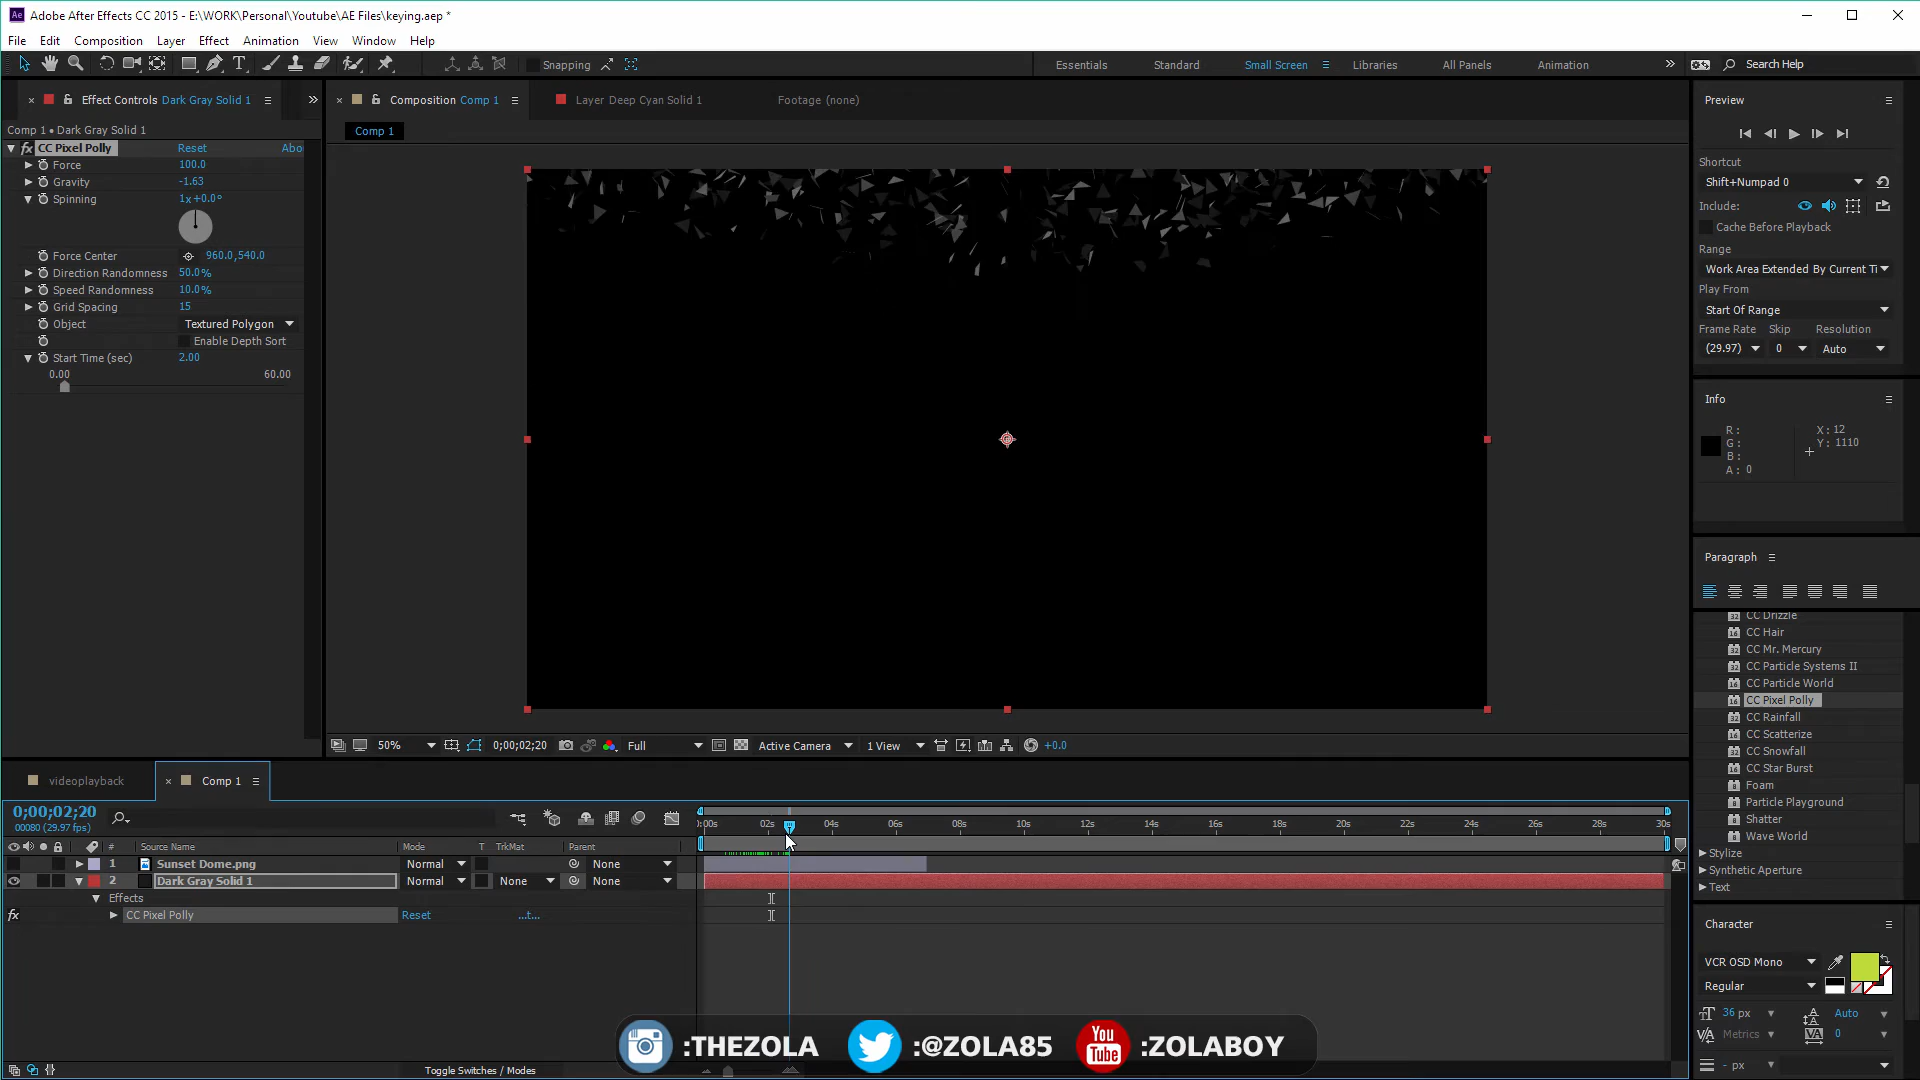 Adobe After Effects CC 2015 - E:\WORK\Personal\Youtube\AE Files\keying.aep *
File Edit Composition Layer Effect Animation View Window Help
Snapping
Essentials Standard Small Screen Libraries All Panels Animation
Search Help
Effect Controls Dark Gray Solid 1
Comp 1 • Dark Gray Solid 1
fx CC Pixel Polly Reset Abo
Force 100.0
Gravity -1.63
Spinning 1x+0.0°
Force Center 960.0,540.0
Direction Randomness 50.0%
Speed Randomness 10.0%
Grid Spacing 15
Object Textured Polygon
Enable Depth Sort
Start Time (sec) 2.00
0.00 60.00
Composition Comp 1
Layer Deep Cyan Solid 1
Footage (none)
Comp 1
50% 0;00;02;20 Full Active Camera 1 View +0.0
Preview
Shortcut
Shift+Numpad 0
Include:
Cache Before Playback
Range
Work Area Extended By Current Ti
Play From
Start Of Range
Frame Rate Skip Resolution
(29.97) 0 Auto
Info
R :
G :
B :
A : 0
X : 12
Y : 1110
Paragraph
CC Drizzle
CC Hair
CC Mr. Mercury
CC Particle Systems II
CC Particle World
CC Pixel Polly
CC Rainfall
CC Scatterize
CC Snowfall
CC Star Burst
Foam
Particle Playground
Shatter
Wave World
Stylize
Synthetic Aperture
Text
Character
VCR OSD Mono
Regular
36 px Auto
Metrics 0
- px
videoplayback Comp 1
0;00;02;20
00080 (29.97 fps)
:00s 02s 04s 06s 08s 10s 12s 14s 16s 18s 20s 22s 24s 26s 28s 30s
# Source Name Mode T TrkMat Parent
1 Sunset Dome.png Normal None
2 Dark Gray Solid 1 Normal None None
Effects
fx CC Pixel Polly Reset ...t...
Toggle Switches / Modes
:THEZOLA :@ZOLA85 You Tube :ZOLABOY